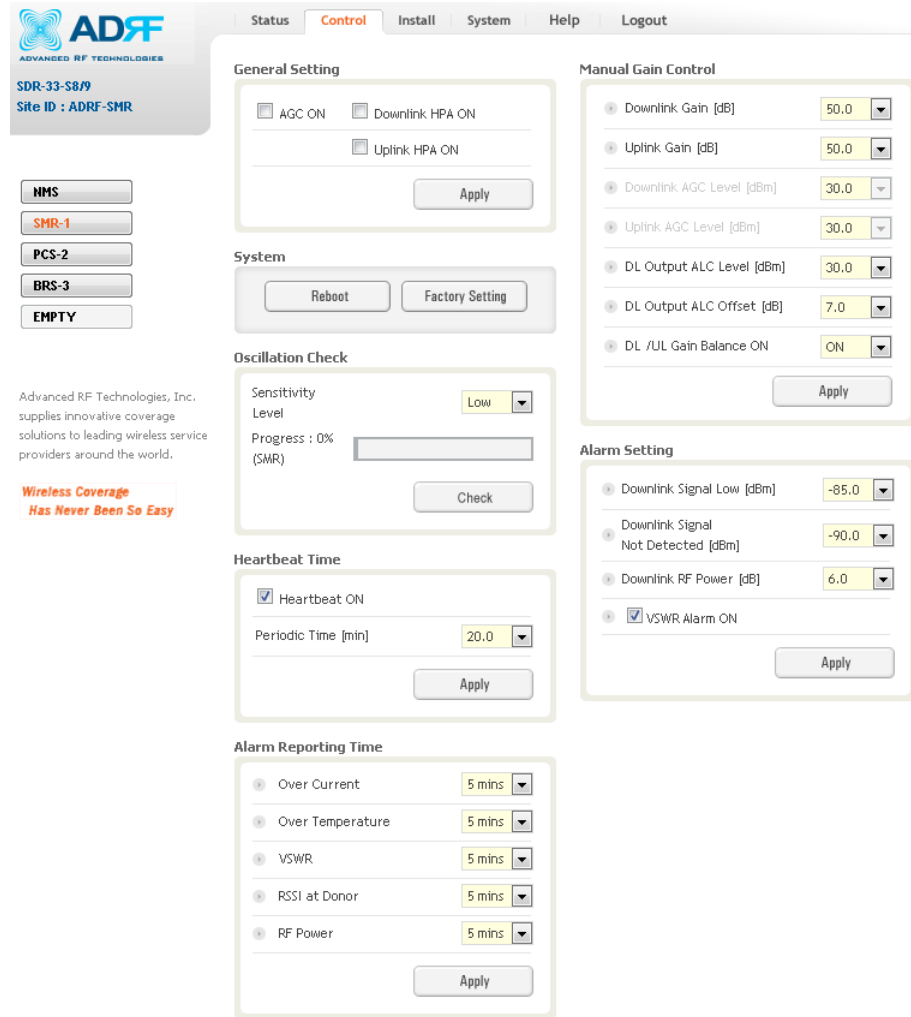 ADRF
ADVANCED RF TECHNOLOGIES
SDR-33-S8/9
Site ID : ADRF-SMR
Status
Control
Install
System
Help
Logout
NMS
SMR-1
PCS-2
BRS-3
EMPTY
Advanced RF Technologies, Inc.
supplies innovative coverage
solutions to leading wireless service
providers around the world.
Wireless Coverage
Has Never Been So Easy
General Setting
AGC ON
Downlink HPA ON
Uplink HPA ON
Apply
System
Reboot
Factory Setting
Oscillation Check
Sensitivity
Level
Low
Progress : 0%
(SMR)
Check
Heartbeat Time
Heartbeat ON
Periodic Time [min] 20.0
Apply
Alarm Reporting Time
Over Current 5 mins
Over Temperature 5 mins
VSWR 5 mins
RSSI at Donor 5 mins
RF Power 5 mins
Apply
Manual Gain Control
Downlink Gain [dB] 50.0
Uplink Gain [dB] 50.0
Downlink AGC Level [dBm] 30.0
Uplink AGC Level [dBm] 30.0
DL Output ALC Level [dBm] 30.0
DL Output ALC Offset [dB] 7.0
DL /UL Gain Balance ON ON
Apply
Alarm Setting
Downlink Signal Low [dBm] -85.0
Downlink Signal
Not Detected [dBm] -90.0
Downlink RF Power [dB] 6.0
VSWR Alarm ON
Apply